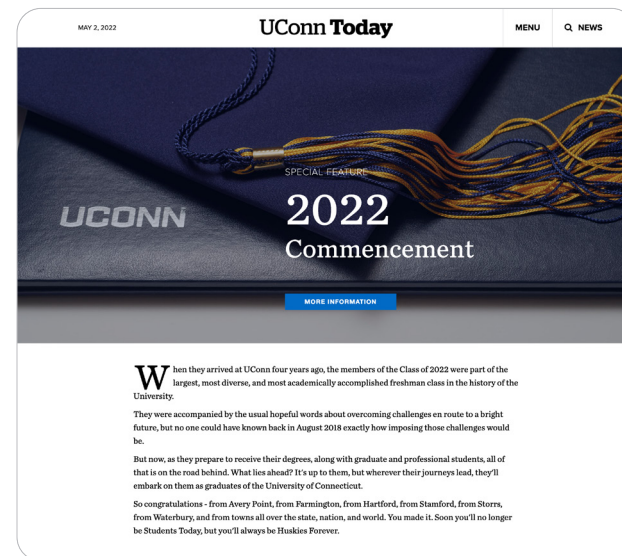 MAY 2, 2022
UConn Today
MENU
NEWS
SPECIAL FEATURE
UCONN
2022
Commencement
MORE INFORMATION
When they arrived at UConn four years ago, the members of the Class of 2022 were part of the
largest, most diverse, and most academically accomplished freshman class in the history of the
University.
They were accompanied by the usual hopeful words about overcoming challenges en route to a bright
future, but no one could have known back in August 2018 exactly how imposing those challenges would
be.
But now, as they prepare to receive their degrees, along with graduate and professional students, all of
that is on the road behind. What lies ahead? It's up to them, but wherever their journeys lead, they'll
embark on them as graduates of the University of Connecticut.
So congratulations - from Avery Point, from Farmington, from Hartford, from Stamford, from Storrs,
from Waterbury, and from towns all over the state, nation, and world. You made it. Soon you'll no longer
be Students Today, but you'll always be Huskies Forever.